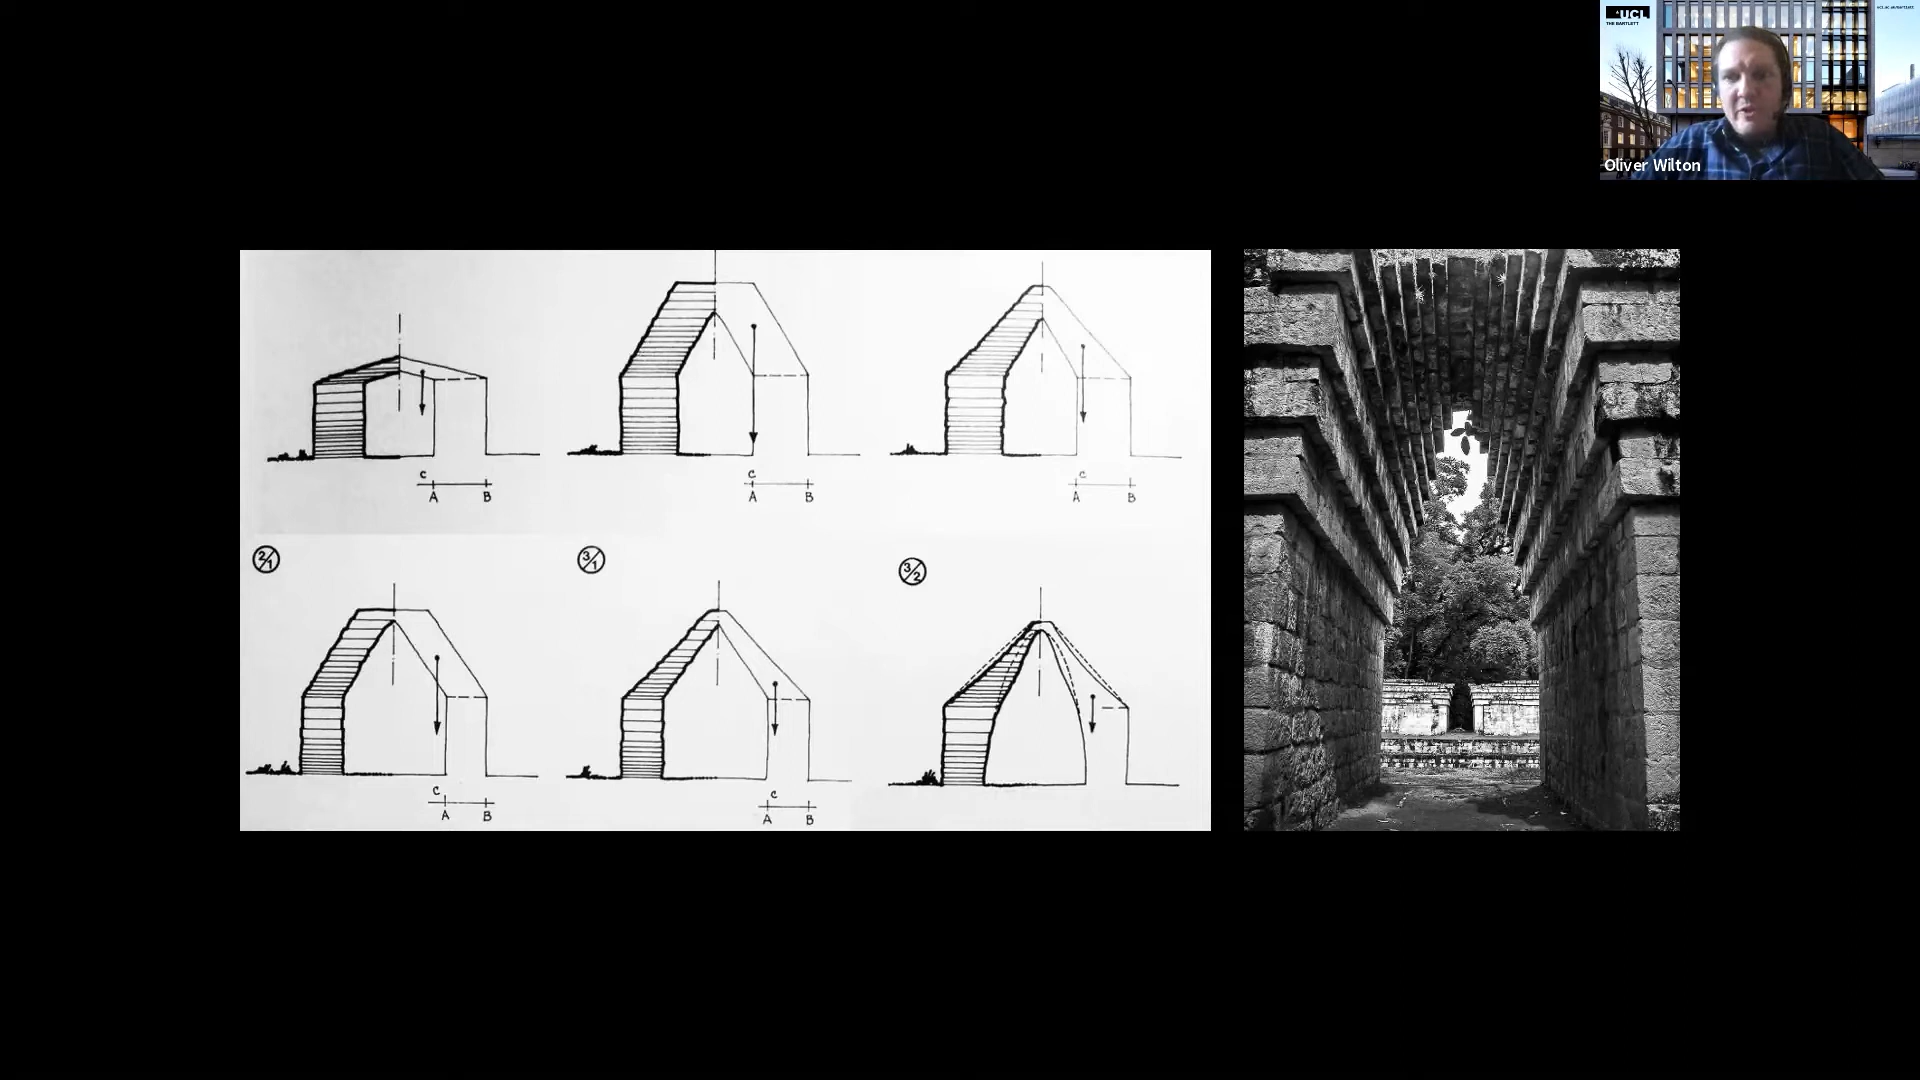 UCL
THE BARTLETT
Oliver Wilton
C
A B
C
A B
C
A B
2/1
3/1
3/2
C
A B
C
A B